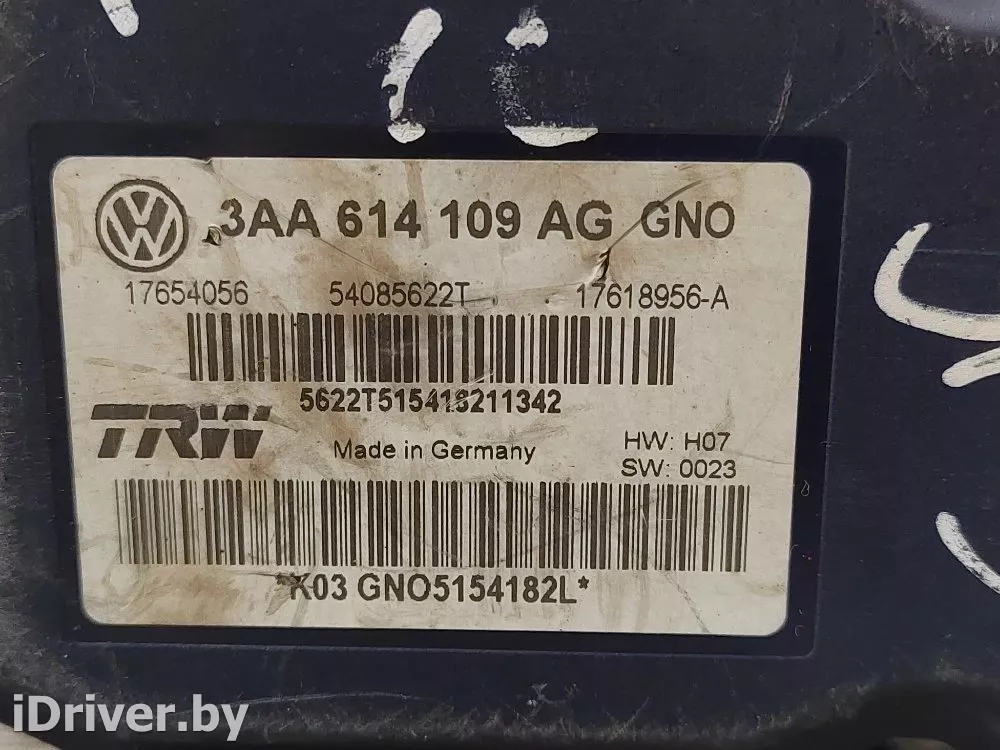 3AA 614 109 AG GNO
17654056 54085622T 17618956-A
5622T515418211342
TRW Made in Germany HW: H07
SW: 0023
*K03 GNO5154182L*
iDriver.by